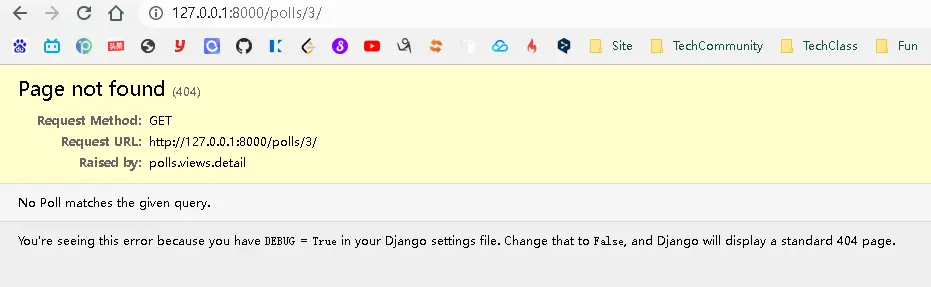 127.0.0.1:8000/polls/3/
头条
Site TechCommunity TechClass Fun
Page not found (404)
Request Method: GET
Request URL: http://127.0.0.1:8000/polls/3/
Raised by: polls.views.detail
No Poll matches the given query.
You're seeing this error because you have DEBUG = True in your Django settings file. Change that to False, and Django will display a standard 404 page.